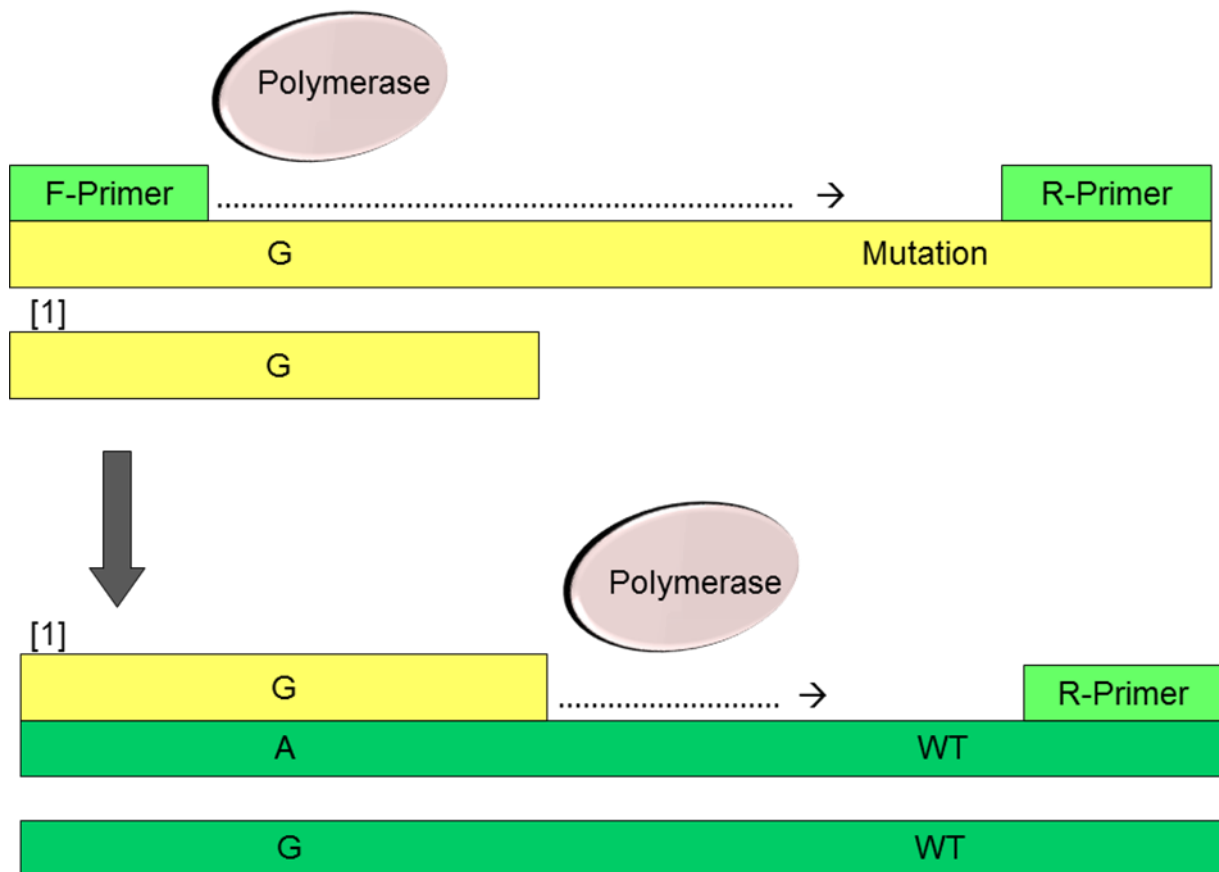 Polymerase
F-Primer
→
R-Primer
G
Mutation
[1]
G
Polymerase
[1]
G
→
R-Primer
A
WT
G
WT